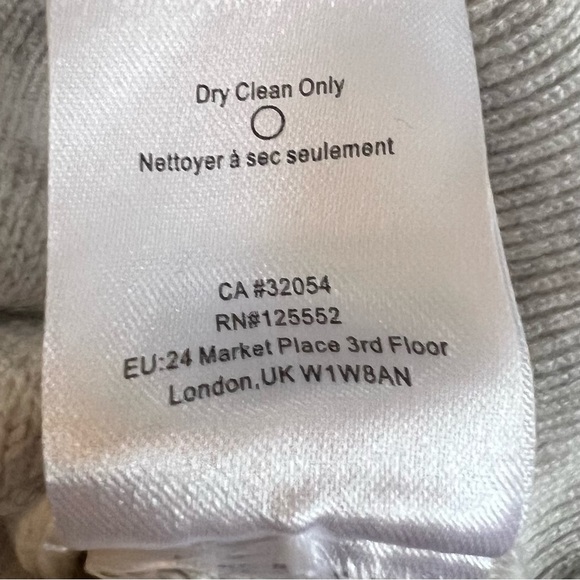 Dry Clean Only
Nettoyer à sec seulement
CA #32054
RN#125552
EU:24 Market Place 3rd Floor
London,UK W1W8AN